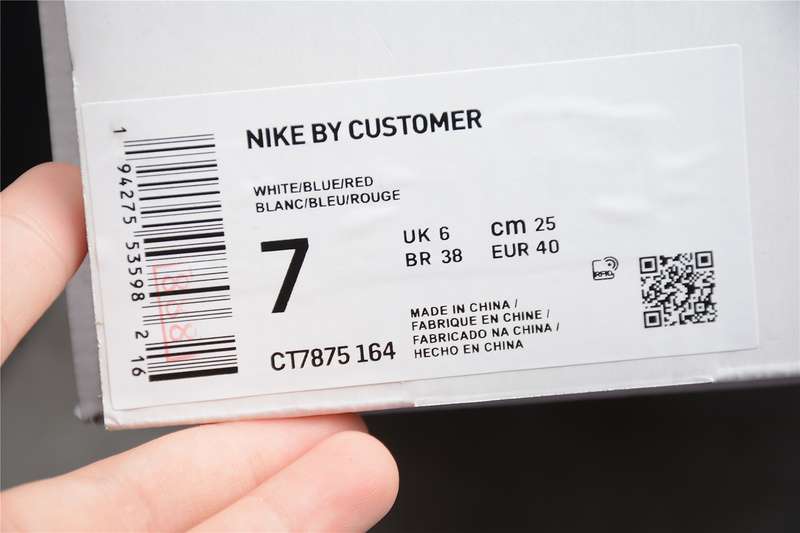 NIKE BY CUSTOMER
WHITE/BLUE/RED
BLANC/BLEU/ROUGE
7
UK 6 cm 25
BR 38 EUR 40
MADE IN CHINA /
FABRIQUE EN CHINE /
FABRICADO NA CHINA /
HECHO EN CHINA
CT7875 164
1 94275 53598 2 16